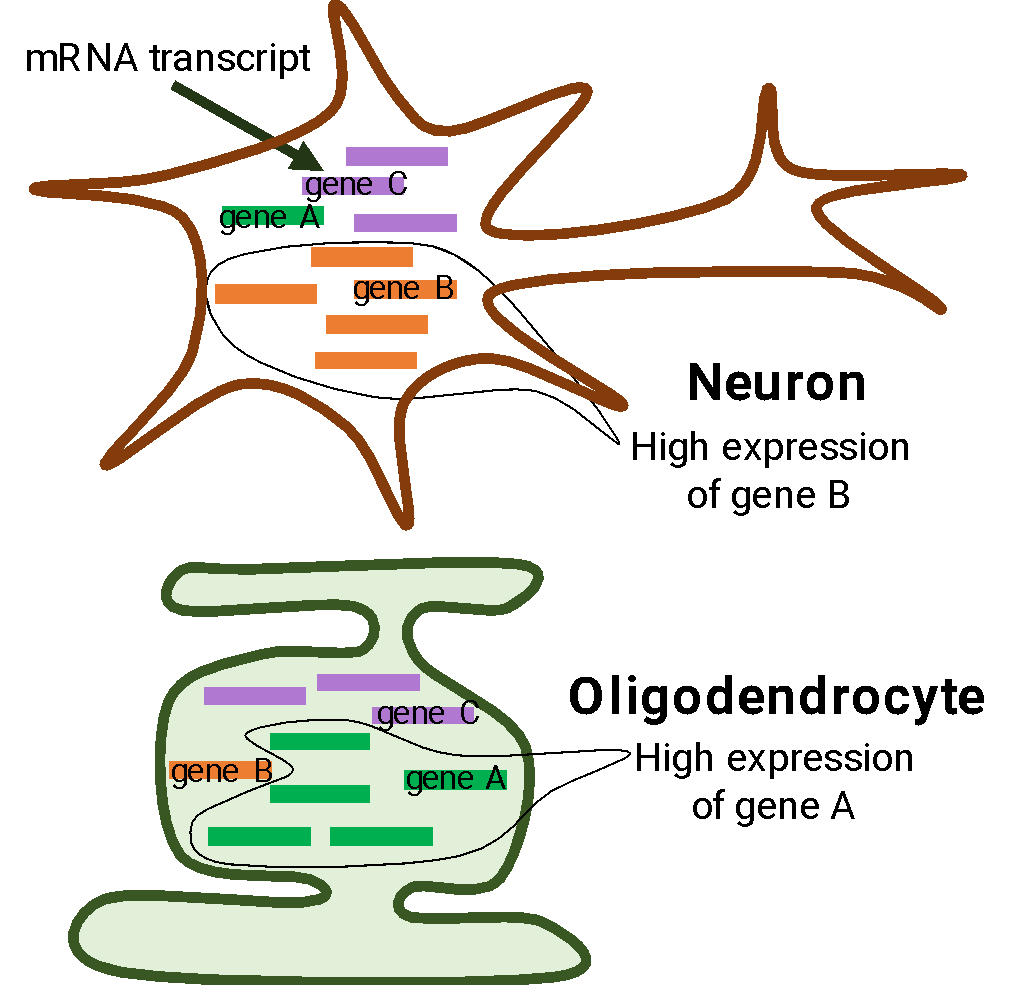 mRNA transcript
gene C
gene A
gene B
Neuron
High expression
of gene B
Oligodendrocyte
gene C
High expression
of gene A
gene B
gene A